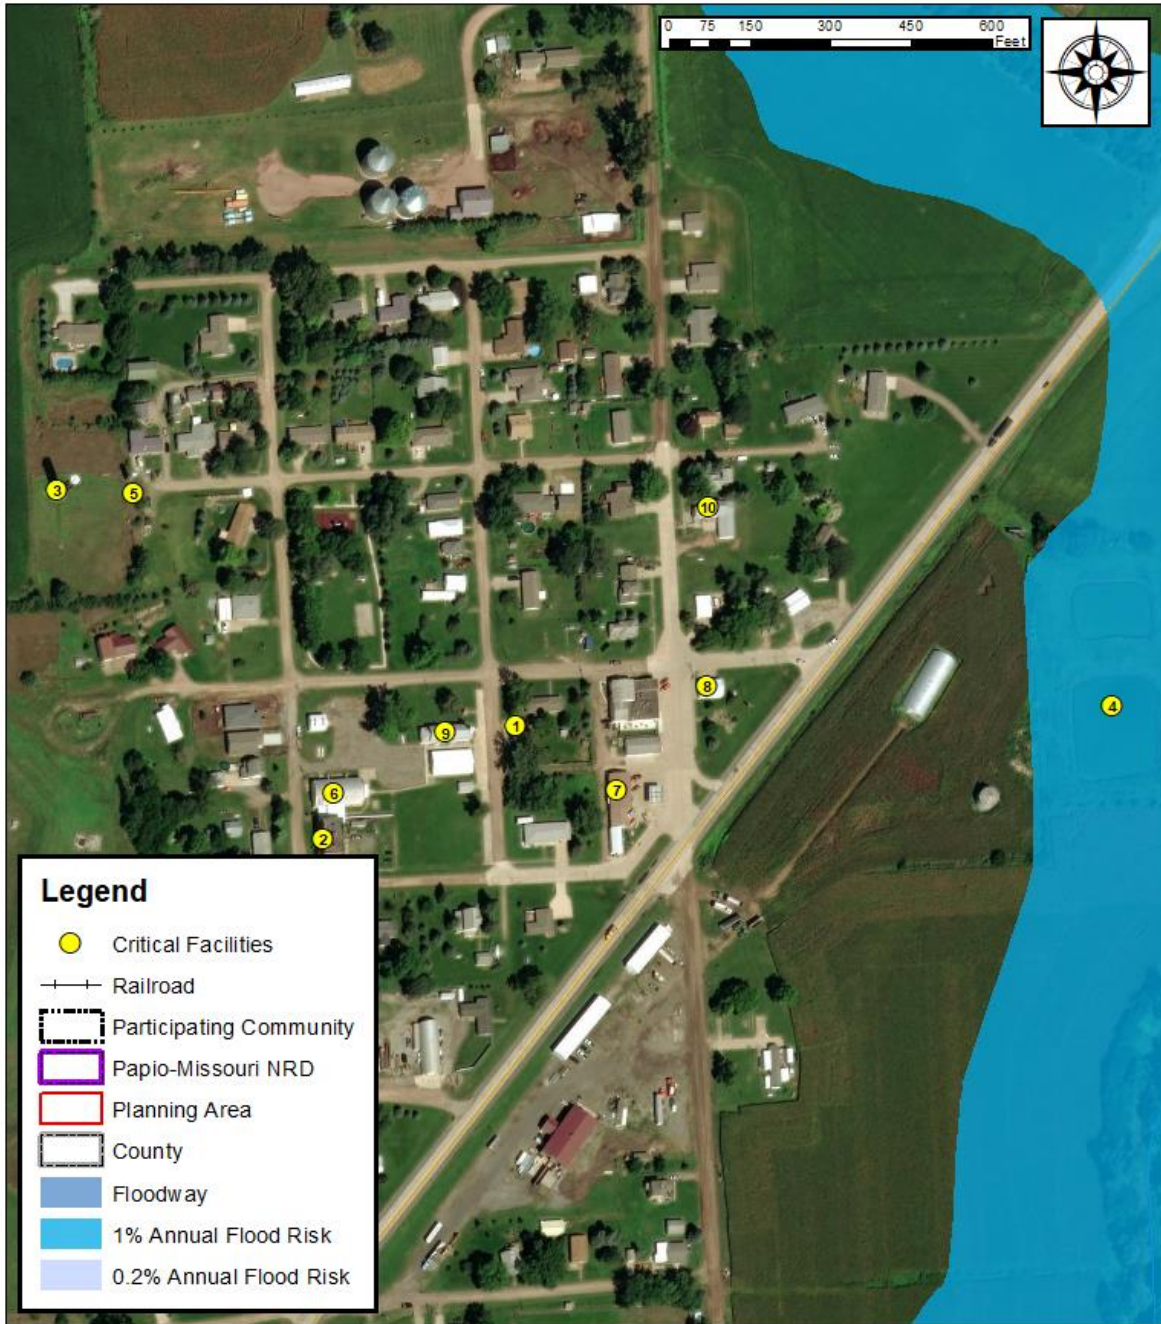 0 75 150 300 450 600
Feet
10
3
5
8
4
1
9
7
6
2
Legend
Critical Facilities
Railroad
Participating Community
Papio-Missouri NRD
Planning Area
County
Floodway
1% Annual Flood Risk
0.2% Annual Flood Risk